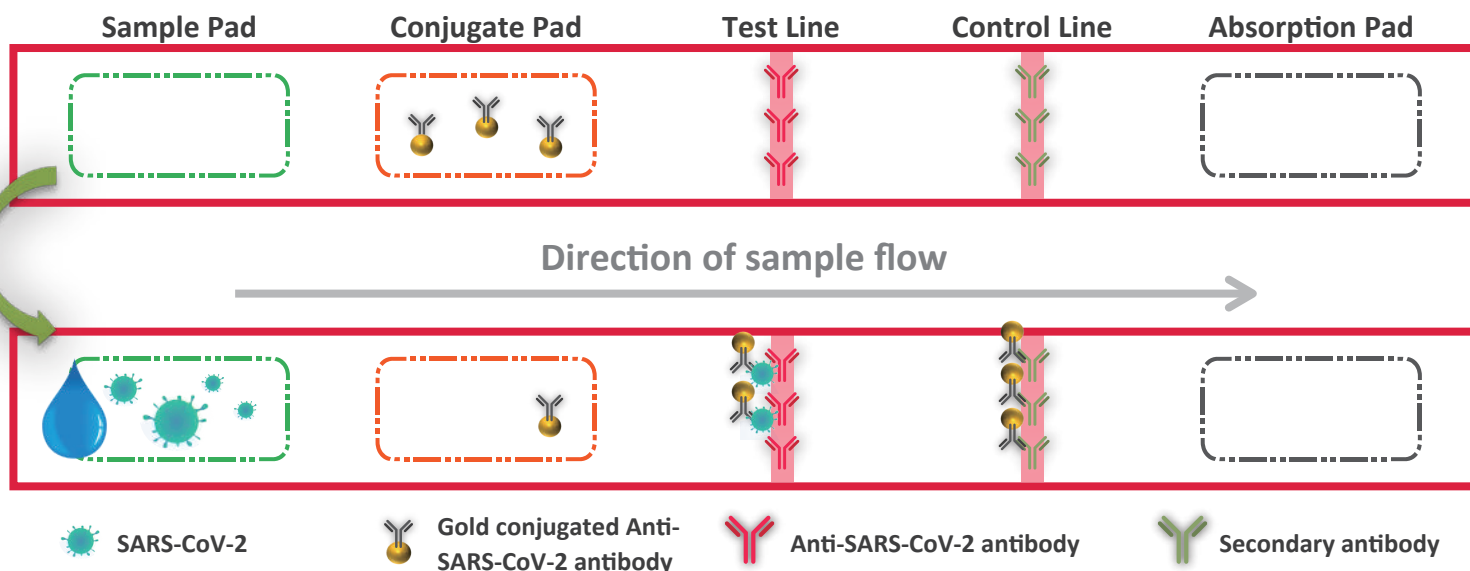 Sample Pad
Conjugate Pad
Test Line
Control Line
Absorption Pad
Direction of sample flow
SARS-CoV-2
Gold conjugated Anti-
SARS-CoV-2 antibody
Anti-SARS-CoV-2 antibody
Secondary antibody